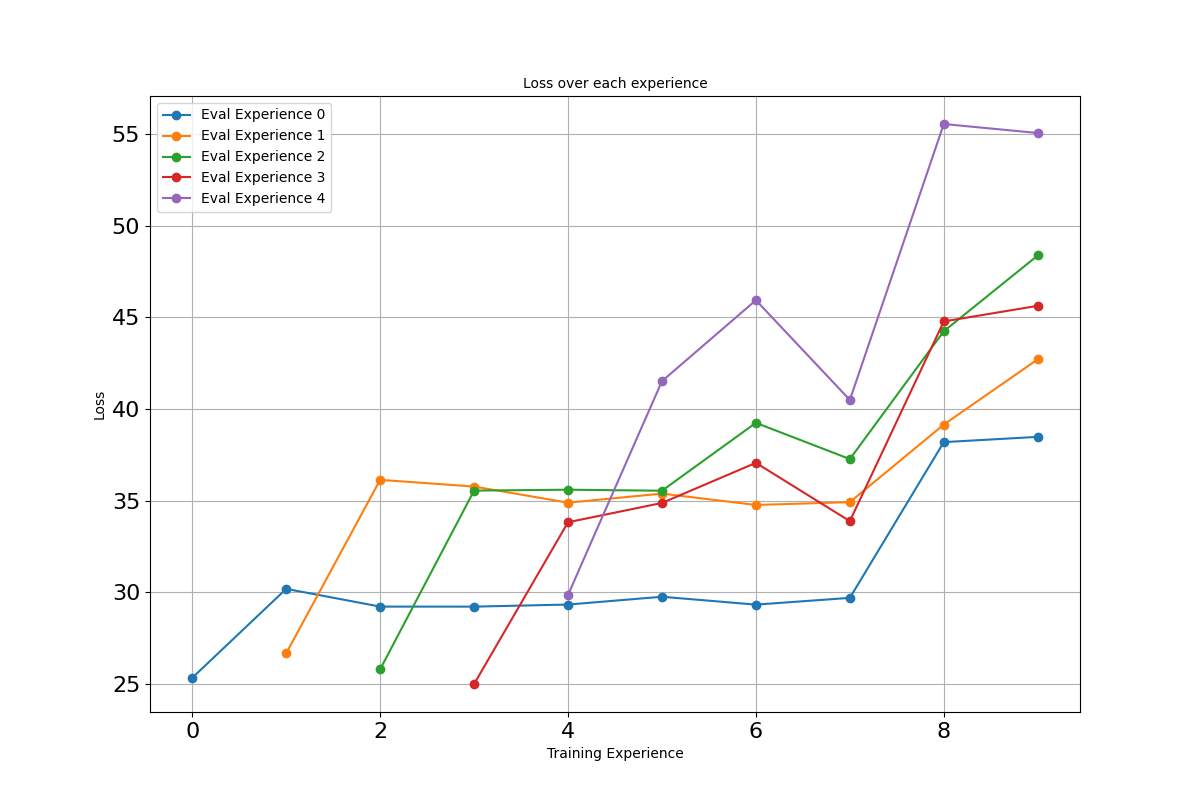 Loss over each experience
Eval Experience 0
Eval Experience 1
Eval Experience 2
Eval Experience 3
Eval Experience 4
55
50
45
40
35
30
25
Loss
0 2 4 6 8
Training Experience